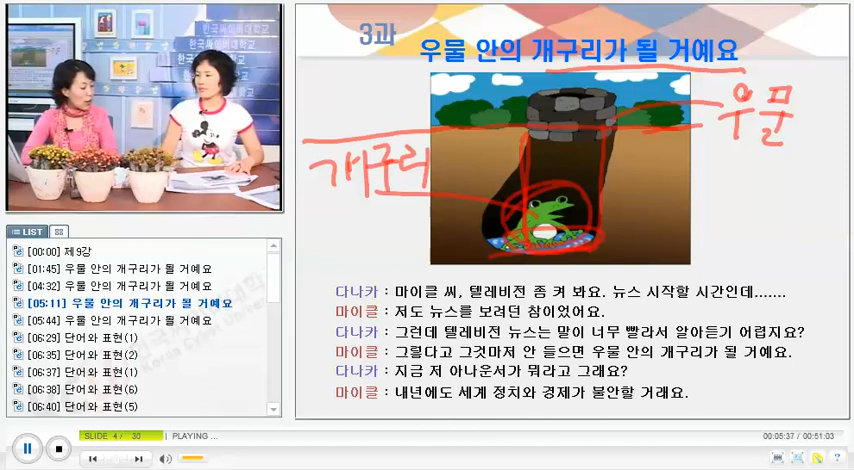 한국싸이버대학교
3과
우물 안의 개구리가 될 거예요
우물
개구리
다나카 : 마이클 씨, 텔레비전 좀 켜 봐요. 뉴스 시작할 시간인데.......
마이클 : 저도 뉴스를 보려던 참이었어요.
다나카 : 그런데 텔레비전 뉴스는 말이 너무 빨라서 알아듣기 어렵지요?
마이클 : 그렇다고 그것마저 안 들으면 우물 안의 개구리가 될 거예요.
다나카 : 지금 저 아나운서가 뭐라고 그래요?
마이클 : 내년에도 세계 정치와 경제가 불안할 거래요.
LIST
[00:00] 제9강
[01:45] 우물 안의 개구리가 될 거예요
[04:32] 우물 안의 개구리가 될 거예요
[05:11] 우물 안의 개구리가 될 거예요
[05:44] 우물 안의 개구리가 될 거예요
[06:29] 단어와 표현(1)
[06:35] 단어와 표현(2)
[06:37] 단어와 표현(1)
[06:38] 단어와 표현(6)
[06:40] 단어와 표현(5)
SLIDE 4 / 30 | PLAYING ...
00:05:37 / 00:51:03